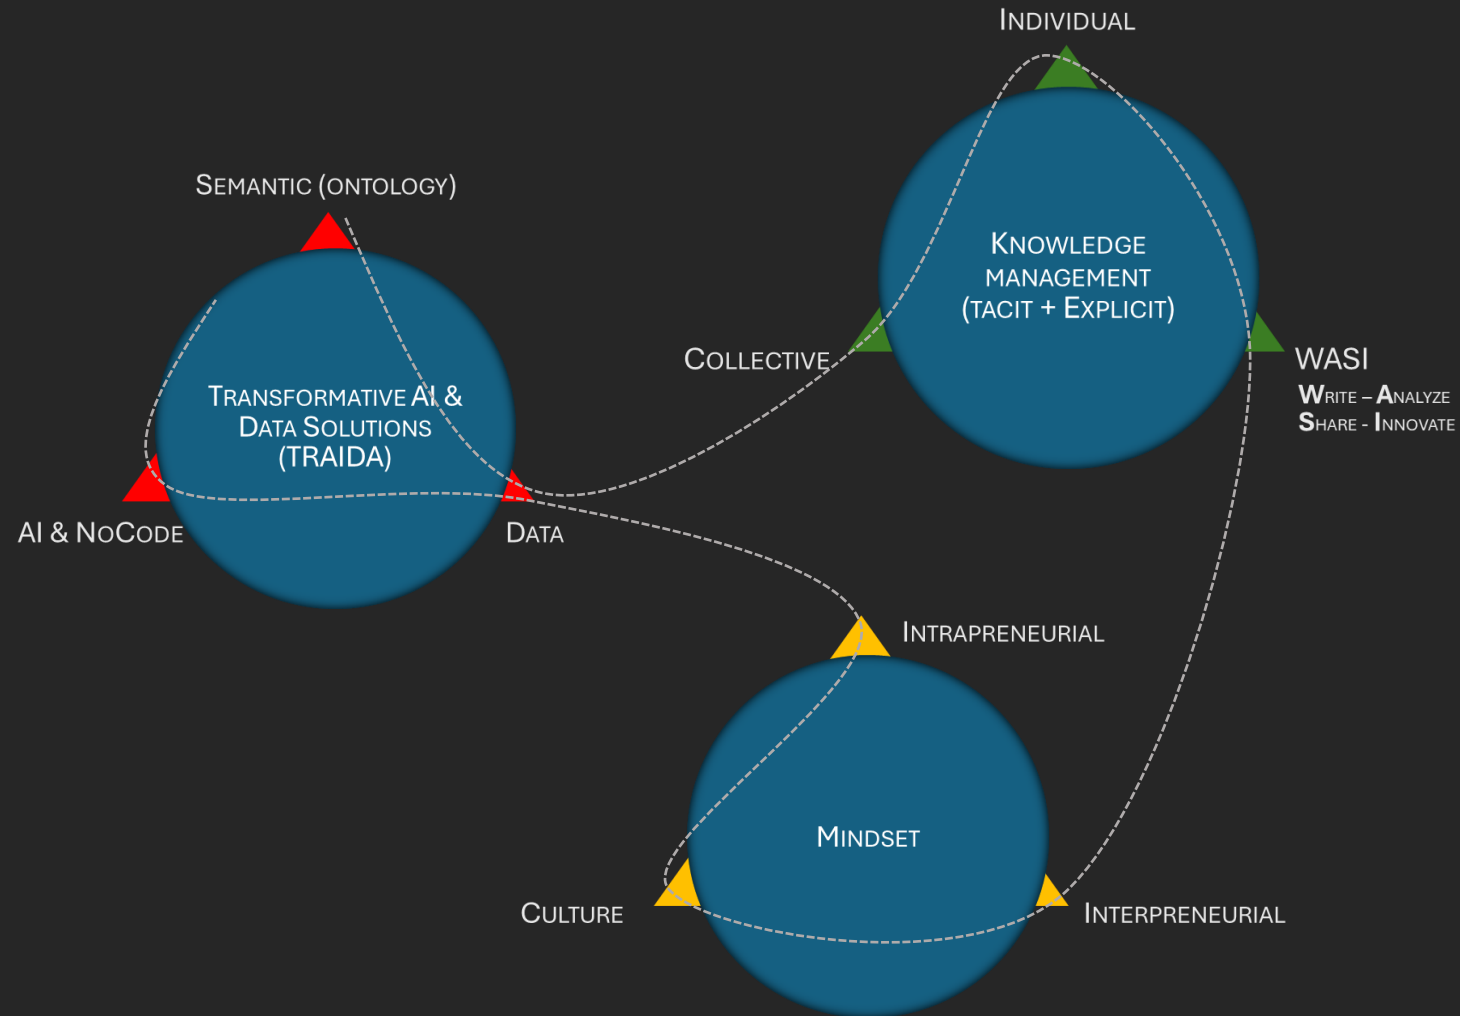 INDIVIDUAL
SEMANTIC (ONTOLOGY)
KNOWLEDGE
MANAGEMENT
(TACIT + EXPLICIT)
COLLECTIVE
WASI
WRITE – ANALYZE
SHARE - INNOVATE
TRANSFORMATIVE AI &
DATA SOLUTIONS
(TRAIDA)
AI & NOCODE
DATA
INTRAPRENEURIAL
MINDSET
CULTURE
INTERPRENEURIAL